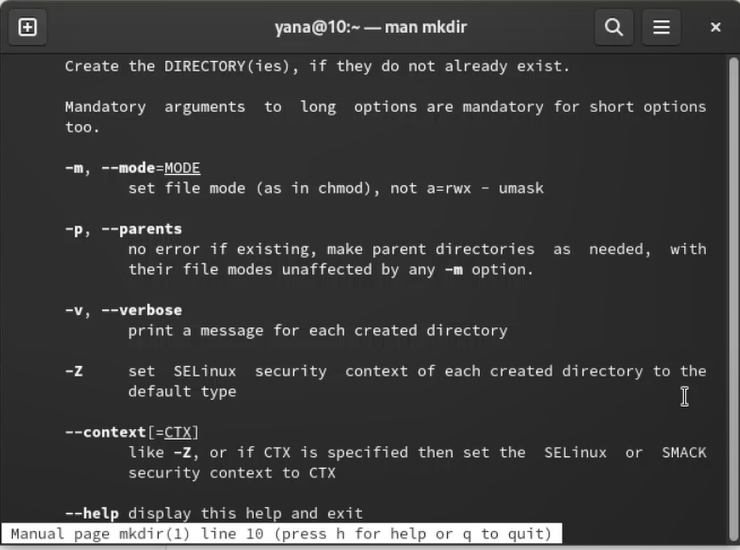 yana@10:~ — man mkdir
Create the DIRECTORY(ies), if they do not already exist.
Mandatory arguments to long options are mandatory for short options
too.
-m, --mode=MODE
set file mode (as in chmod), not a=rwx - umask
-p, --parents
no error if existing, make parent directories as needed, with
their file modes unaffected by any -m option.
-v, --verbose
print a message for each created directory
-Z set SELinux security context of each created directory to the
default type
--context[=CTX]
like -Z, or if CTX is specified then set the SELinux or SMACK
security context to CTX
--help display this help and exit
Manual page mkdir(1) line 10 (press h for help or q to quit)